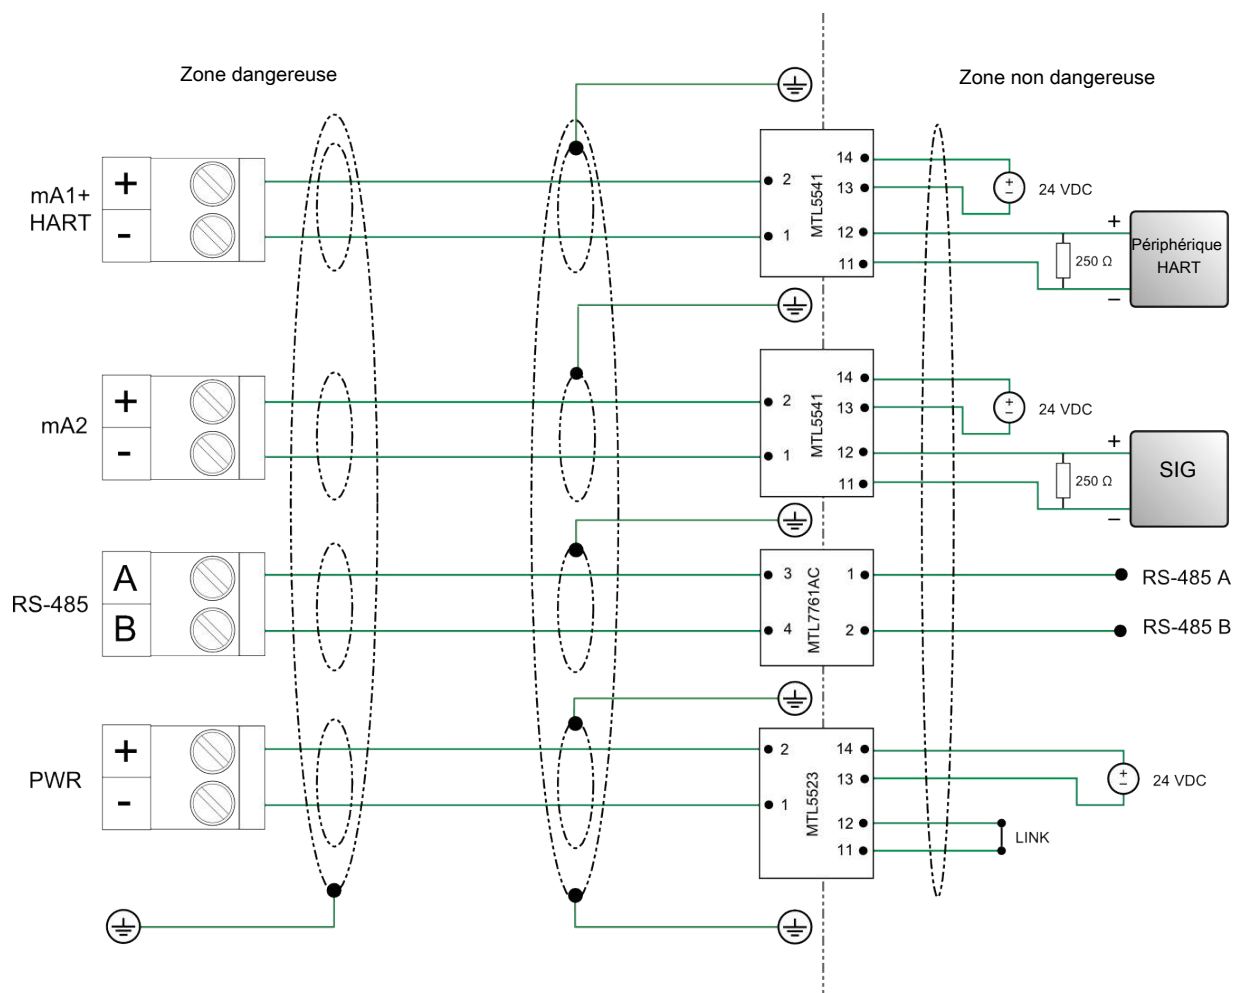 Zone dangereuse
Zone non dangereuse
mA1+
HART
+
-
2
1
MTL5541
14
13
12
11
+
-
24 VDC
250 Ω
+
–
Périphérique
HART
mA2
+
-
2
1
MTL5541
14
13
12
11
+
-
24 VDC
250 Ω
+
–
SIG
RS-485
A
B
3
4
MTL7761AC
1
2
RS-485 A
RS-485 B
PWR
+
-
2
1
MTL5523
14
13
12
11
+
-
24 VDC
LINK